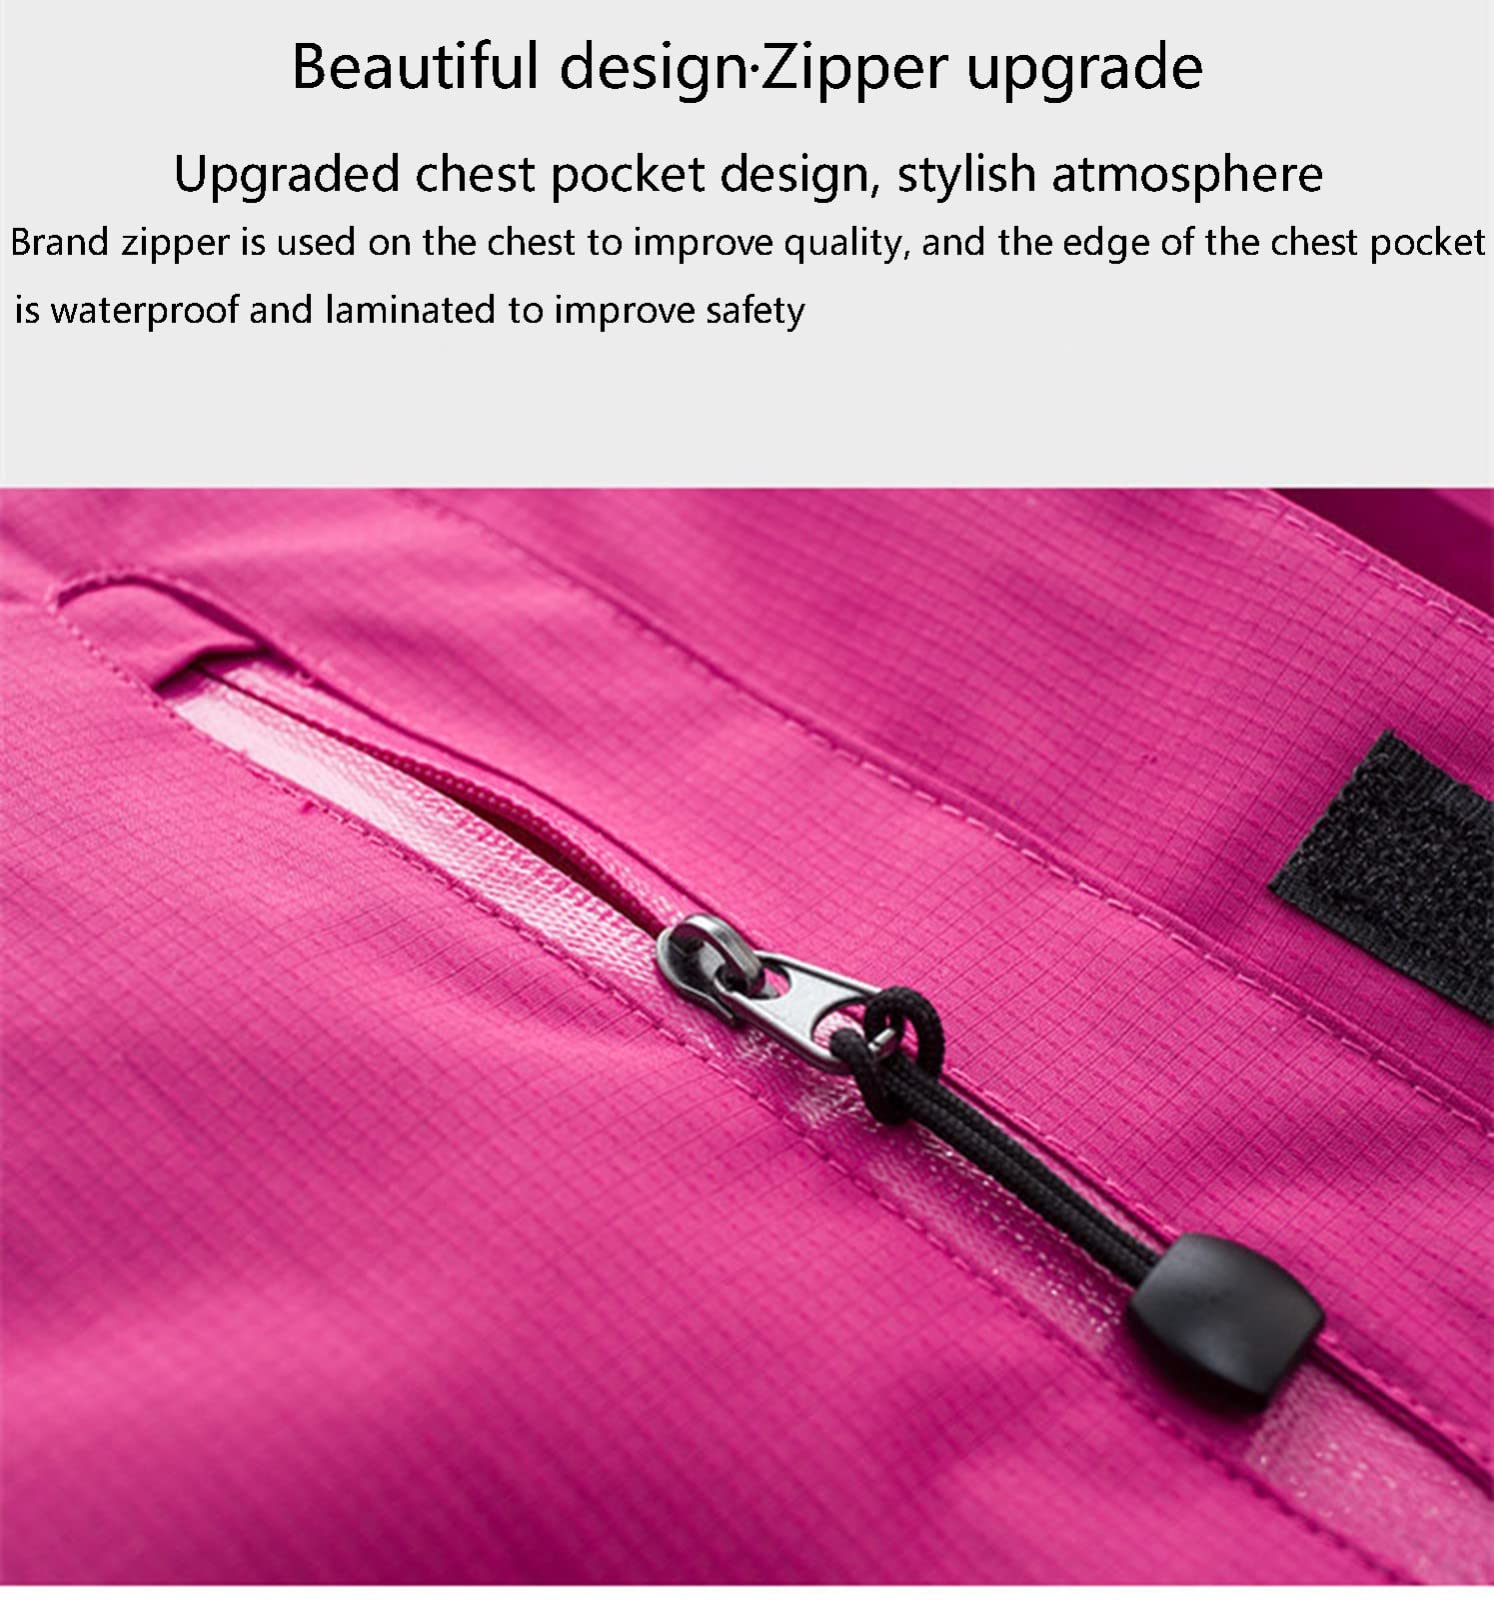 Beautiful design·Zipper upgrade
Upgraded chest pocket design, stylish atmosphere
Brand zipper is used on the chest to improve quality, and the edge of the chest pocket
is waterproof and laminated to improve safety